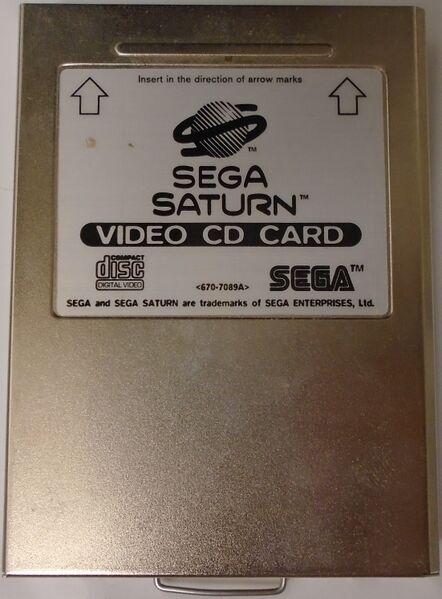 Insert in the direction of arrow marks
TM
SEGA
SATURN™
VIDEO CD CARD
COMPACT
disc
DIGITAL VIDEO
<670-7089A>
SEGA™
SEGA and SEGA SATURN are trademarks of SEGA ENTERPRISES, Ltd.